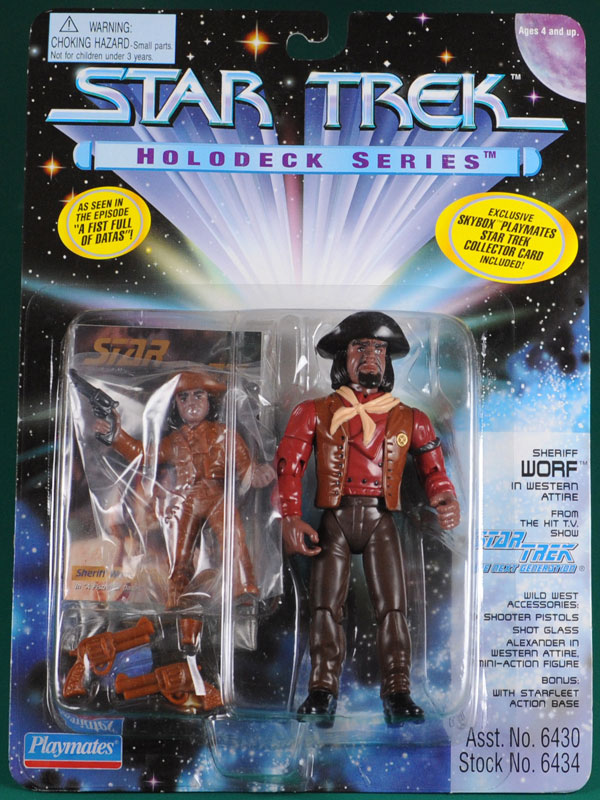 WARNING:
CHOKING HAZARD-Small parts.
Not for children under 3 years.
Ages 4 and up.
STAR TREK™
HOLODECK SERIES™
AS SEEN IN
THE EPISODE
"A FIST FULL
OF DATAS"!
EXCLUSIVE
SKYBOX™ PLAYMATES
STAR TREK
COLLECTOR CARD
INCLUDED!
STAR
Sheriff
SHERIFF
WORF™
IN WESTERN
ATTIRE
FROM
THE HIT T.V.
SHOW
STAR
TREK
NEXT GENERATION®
WILD WEST
ACCESSORIES:
SHOOTER PISTOLS
SHOT GLASS
ALEXANDER IN
WESTERN ATTIRE,
MINI-ACTION FIGURE
BONUS:
WITH STARFLEET
ACTION BASE
Playmates®
Asst. No. 6430
Stock No. 6434